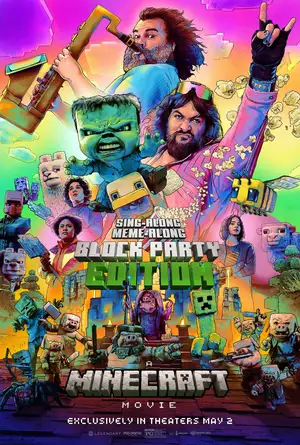 SING-ALONG,
MEME-ALONG
BLOCK PARTY
EDITION
A
MINECRAFT
MOVIE
EXCLUSIVELY IN THEATERS MAY 2